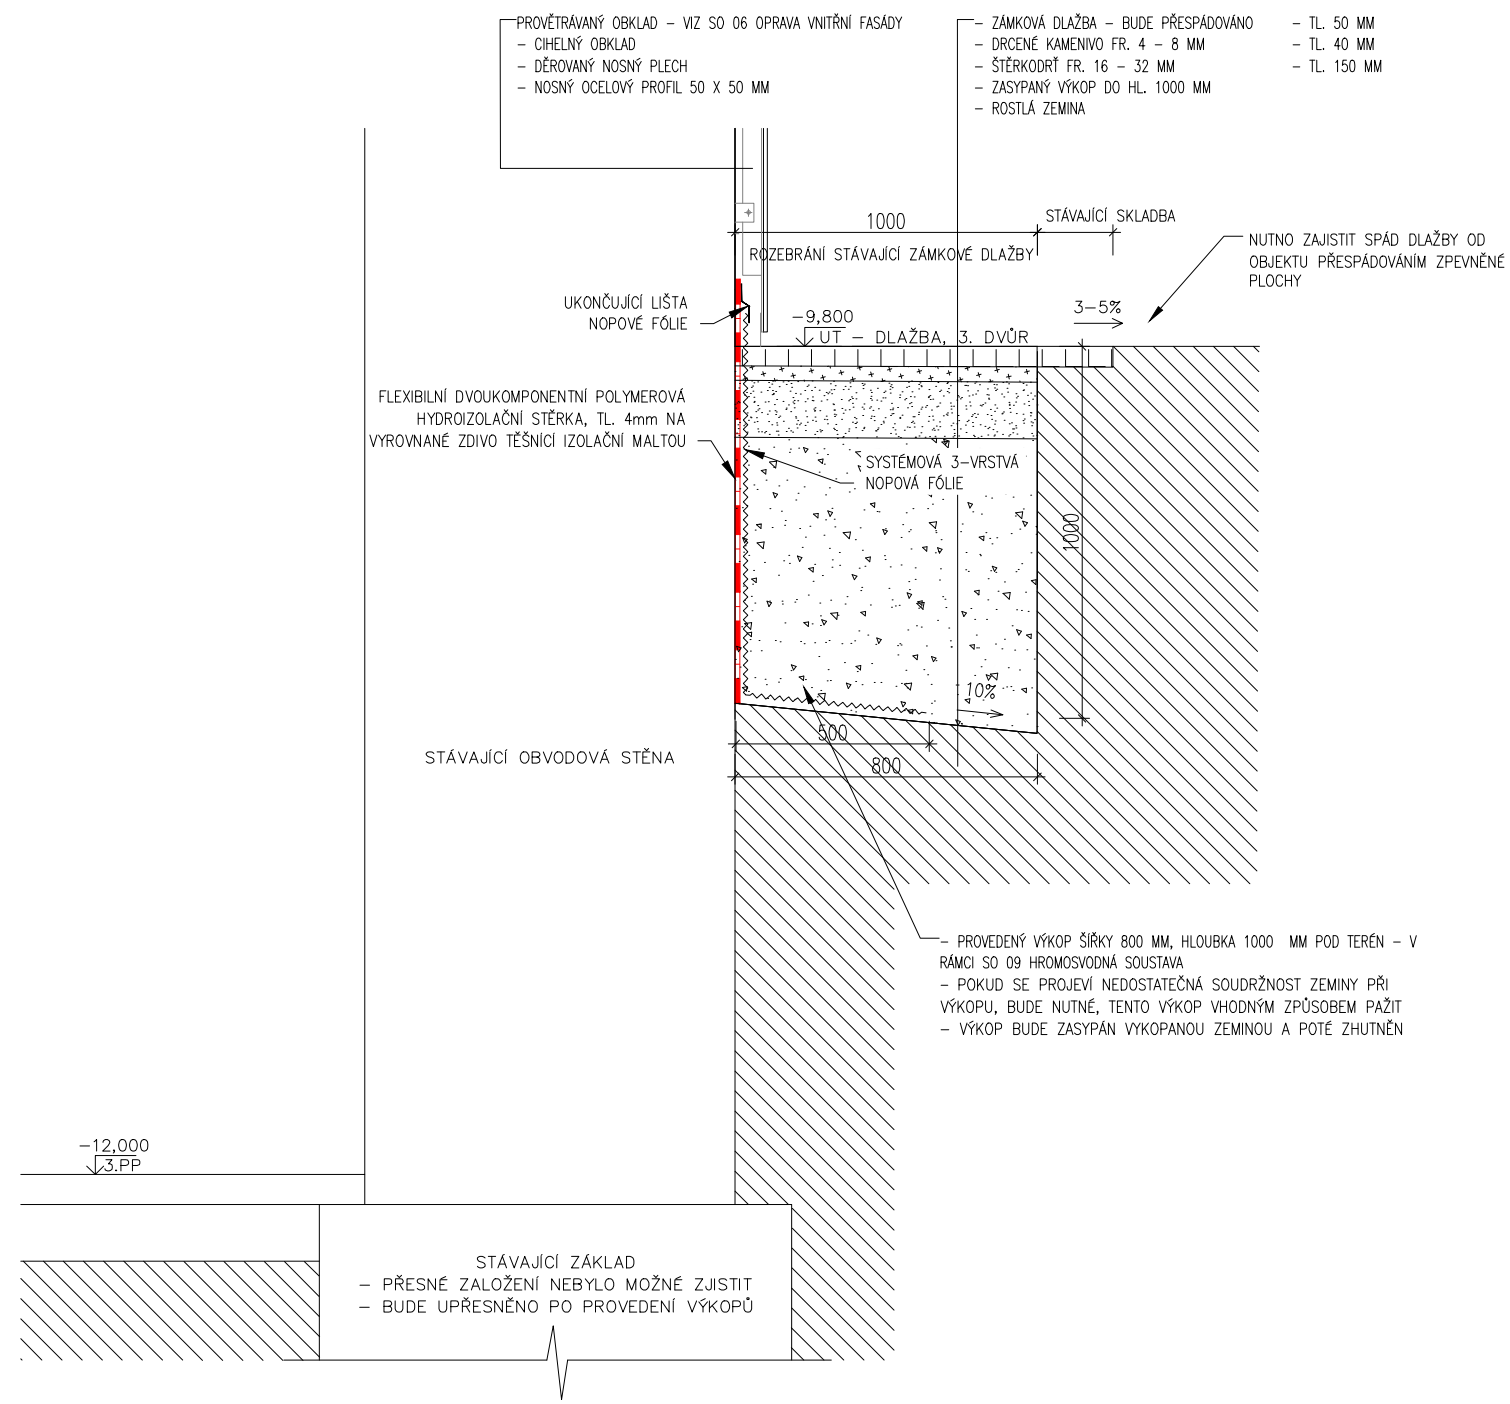 PROVĚTRÁVANÝ OBKLAD – VIZ SO 06 OPRAVA VNITŘNÍ FASÁDY
– CIHELNÝ OBKLAD
– DĚROVANÝ NOSNÝ PLECH
– NOSNÝ OCELOVÝ PROFIL 50 X 50 MM
– ZÁMKOVÁ DLAŽBA – BUDE PŘESPÁDOVÁNO – TL. 50 MM
– DRCENÉ KAMENIVO FR. 4 – 8 MM – TL. 40 MM
– ŠTĚRKODRŤ FR. 16 – 32 MM – TL. 150 MM
– ZASYPANÝ VÝKOP DO HL. 1000 MM
– ROSTLÁ ZEMINA
1000
STÁVAJÍCÍ SKLADBA
ROZEBRÁNÍ STÁVAJÍCÍ ZÁMKOVÉ DLAŽBY
NUTNO ZAJISTIT SPÁD DLAŽBY OD
OBJEKTU PŘESPÁDOVÁNÍM ZPEVNĚNÉ
PLOCHY
UKONČUJÍCÍ LIŠTA
NOPOVÉ FÓLIE
–9,800
UT – DLAŽBA, 3. DVŮR
3–5%
FLEXIBILNÍ DVOUKOMPONENTNÍ POLYMEROVÁ
HYDROIZOLAČNÍ STĚRKA, TL. 4mm NA
VYROVNANÉ ZDIVO TĚSNÍCÍ IZOLAČNÍ MALTOU
SYSTÉMOVÁ 3–VRSTVÁ
NOPOVÁ FÓLIE
1000
10%
500
800
STÁVAJÍCÍ OBVODOVÁ STĚNA
– PROVEDENÝ VÝKOP ŠÍŘKY 800 MM, HLOUBKA 1000 MM POD TERÉN – V
RÁMCI SO 09 HROMOSVODNÁ SOUSTAVA
– POKUD SE PROJEVÍ NEDOSTATEČNÁ SOUDRŽNOST ZEMINY PŘI
VÝKOPU, BUDE NUTNÉ, TENTO VÝKOP VHODNÝM ZPŮSOBEM PAŽIT
– VÝKOP BUDE ZASYPÁN VYKOPANOU ZEMINOU A POTÉ ZHUTNĚN
–12,000
3.PP
STÁVAJÍCÍ ZÁKLAD
– PŘESNÉ ZALOŽENÍ NEBYLO MOŽNÉ ZJISTIT
– BUDE UPŘESNĚNO PO PROVEDENÍ VÝKOPŮ